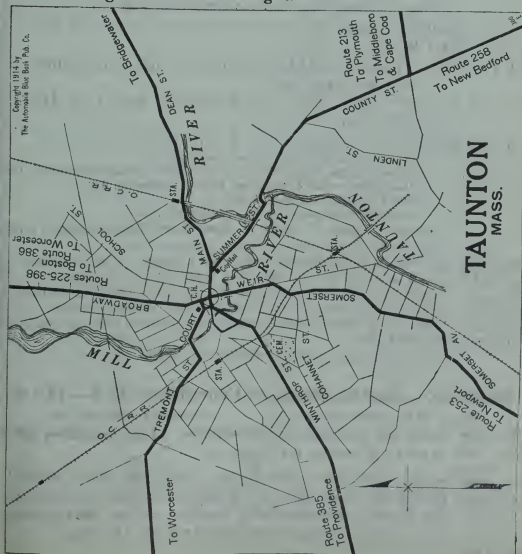 Copyright 1914 by
The Automobile Blue Book Pub. Co.
To Bridgewater
DEAN ST.
RIVER
O.C.R.R.
STA.
Route 213
To Plymouth
To Middleboro
& Cape Cod
Route 258
To New Bedford
COUNTY ST.
LINDEN
ST
TAUNTON
MASS.
SCHOOL
ST.
MAIN ST.
SUMMER ST.
RIVER
TAUNTON
Routes 225-398
To Boston
Route 386
To Worcester
BROADWAY
C.H.
COURT
WEIR
ST.
STA.
MILL
SOMERSET
SOMERSET AV.
Route 253
To Newport
O.C.R.R.
TREMONT
ST
STA.
WINTHROP
ST.
CEM.
COHANNET
ST.
To Worcester
Route 385
To Providence